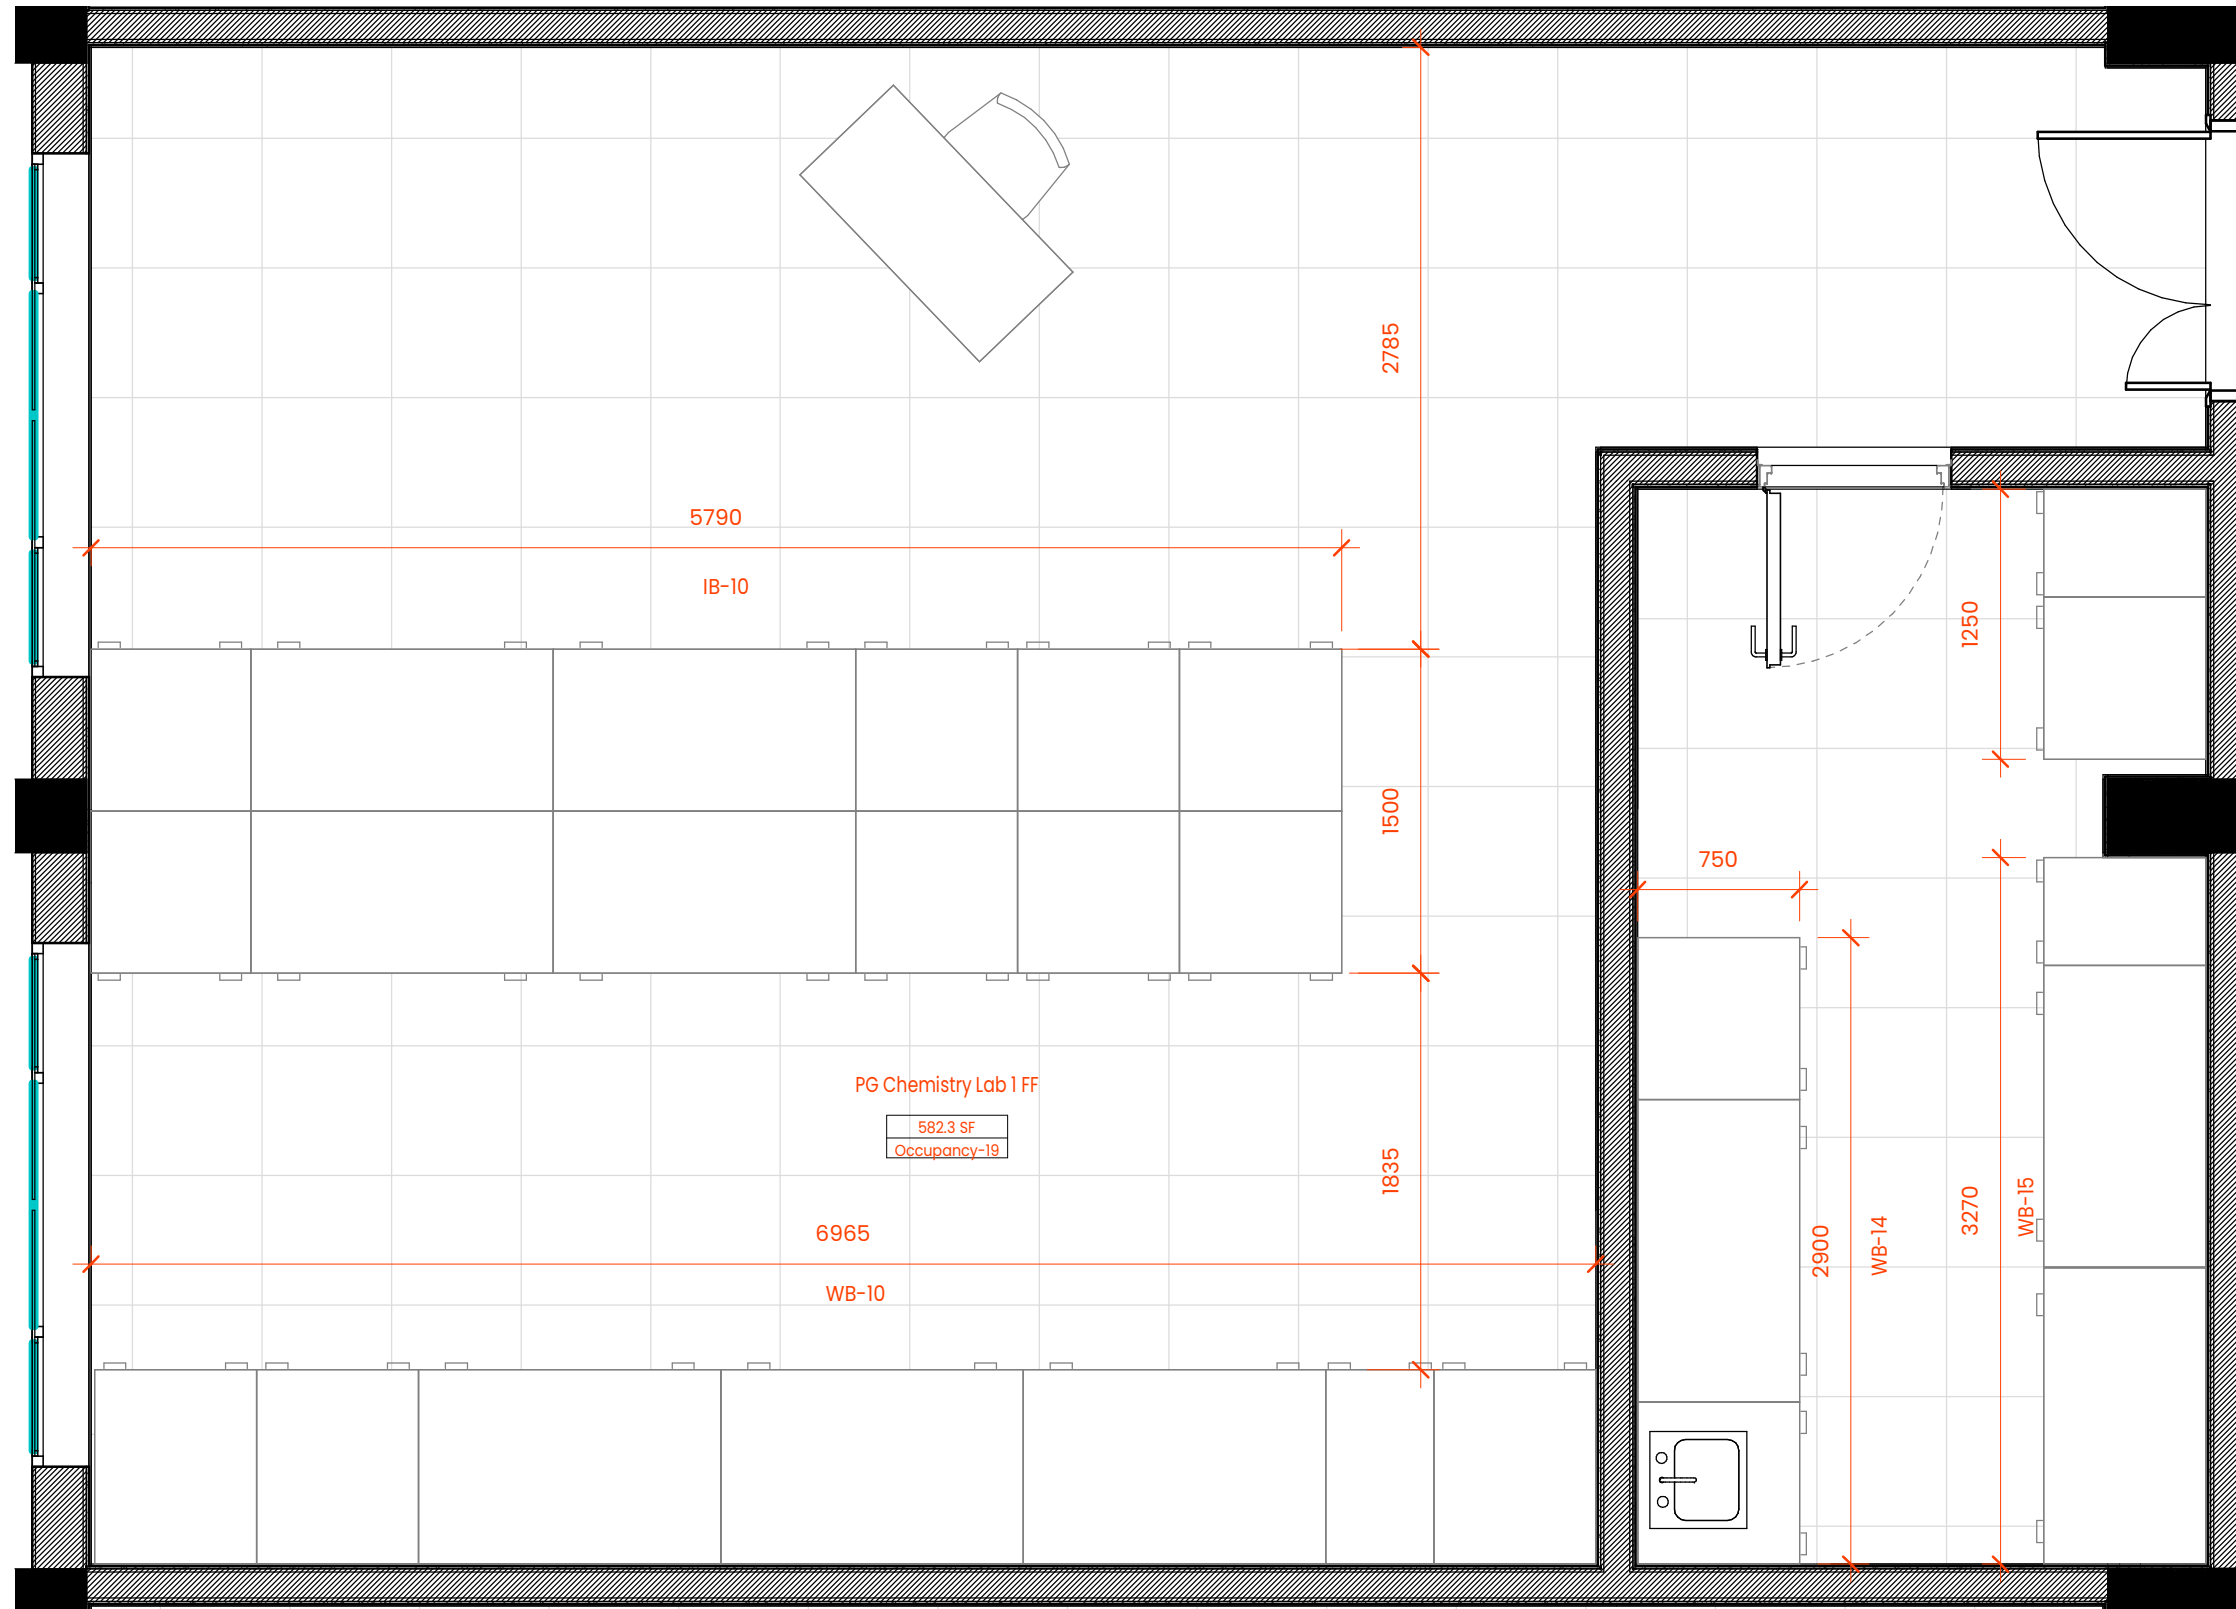 2785
5790
IB-10
1250
1500
750
PG Chemistry Lab 1 FF
582.3 SF
Occupancy-19
1835
6965
WB-10
2900
WB-14
3270
WB-15